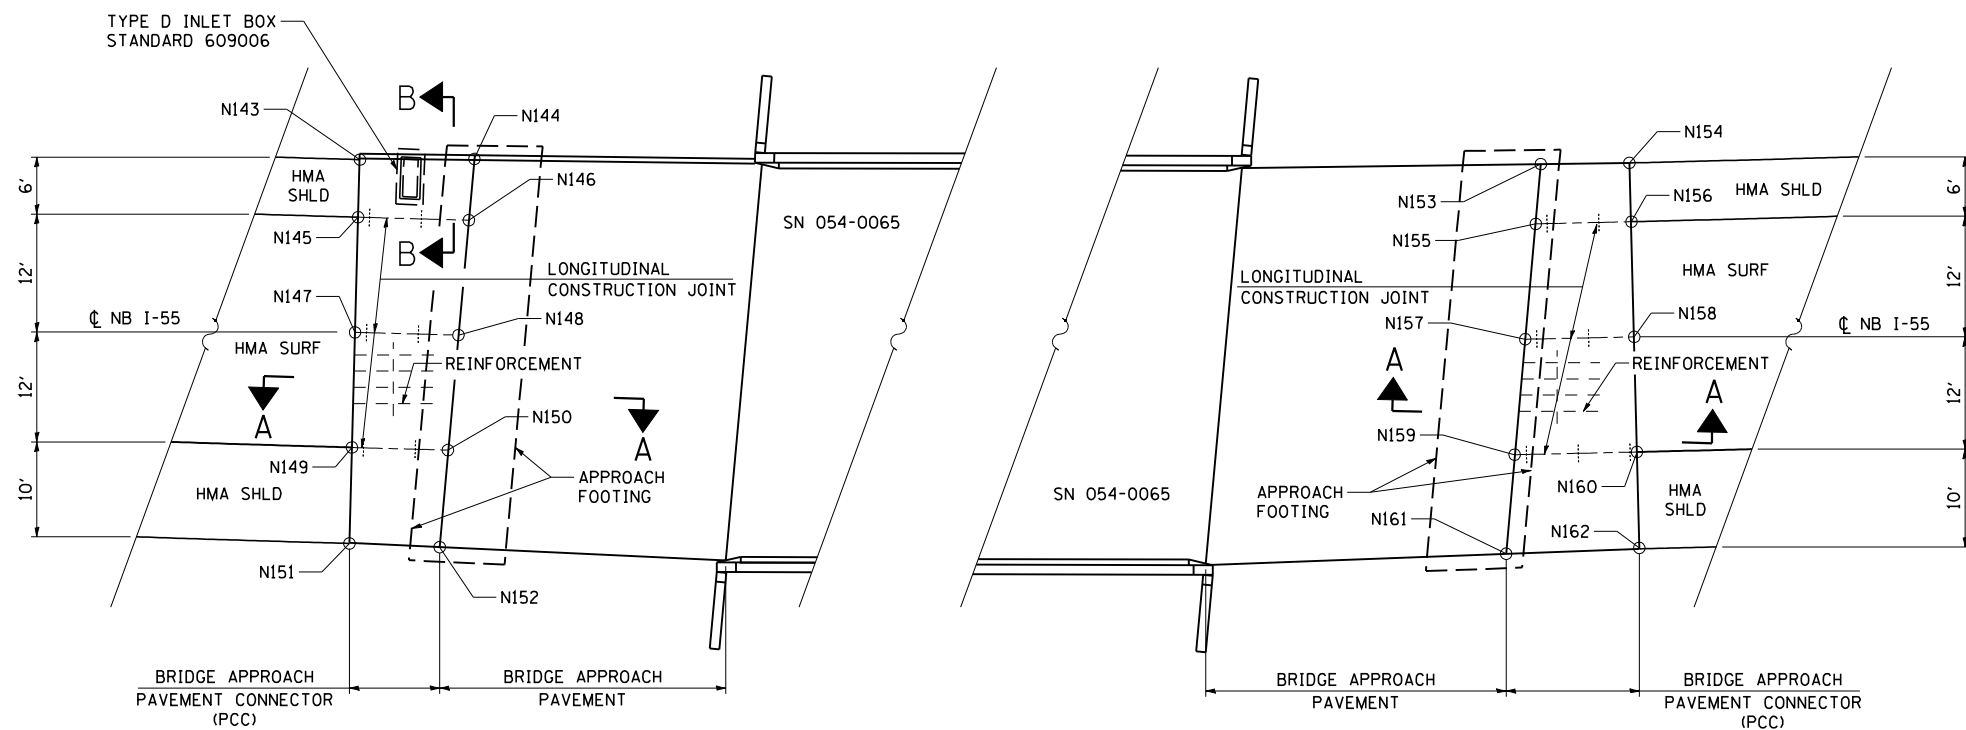 TYPE D INLET BOX
STANDARD 609006
B
N143
N144
N154
6'
HMA
SHLD
N146
N153
N156
HMA SHLD
6'
N145
B
SN 054-0065
N155
12'
LONGITUDINAL
CONSTRUCTION JOINT
LONGITUDINAL
CONSTRUCTION JOINT
HMA SURF
12'
N147
℄ NB I-55
N148
N157
N158
℄ NB I-55
HMA SURF
REINFORCEMENT
A
REINFORCEMENT
12'
A
A
N150
A
A
12'
N149
N159
10'
HMA SHLD
APPROACH
FOOTING
SN 054-0065
APPROACH
FOOTING
N160
HMA
SHLD
10'
N161
N162
N151
N152
BRIDGE APPROACH
PAVEMENT CONNECTOR
(PCC)
BRIDGE APPROACH
PAVEMENT
BRIDGE APPROACH
PAVEMENT
BRIDGE APPROACH
PAVEMENT CONNECTOR
(PCC)